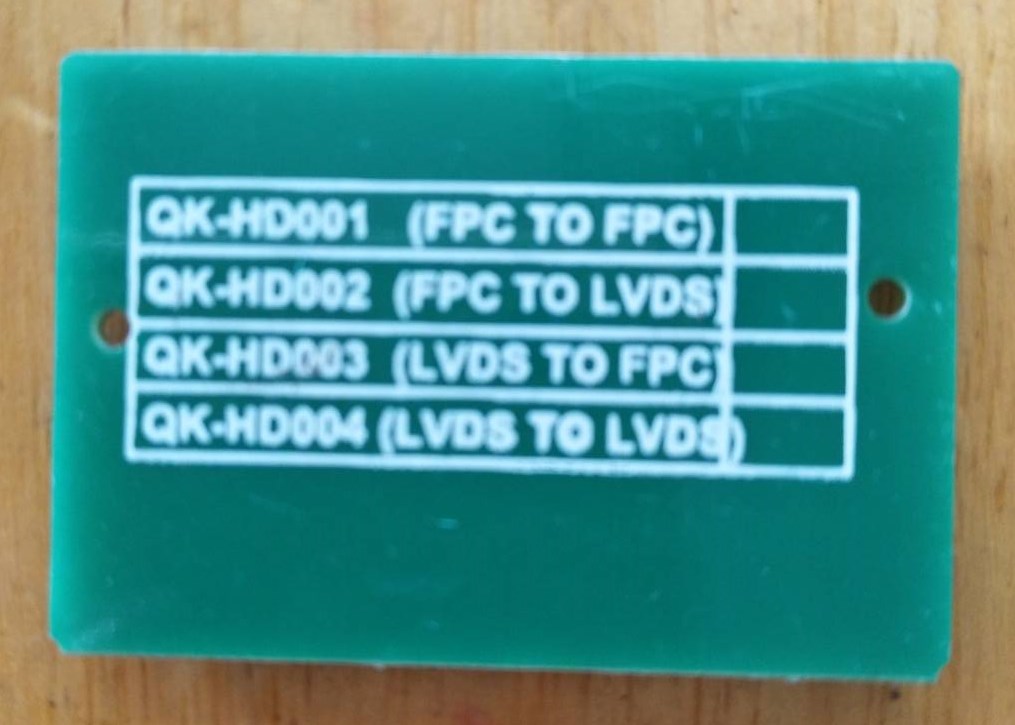 QK-HD001 (FPC TO FPC)
QK-HD002 (FPC TO LVDS)
QK-HD003 (LVDS TO FPC)
QK-HD004 (LVDS TO LVDS)